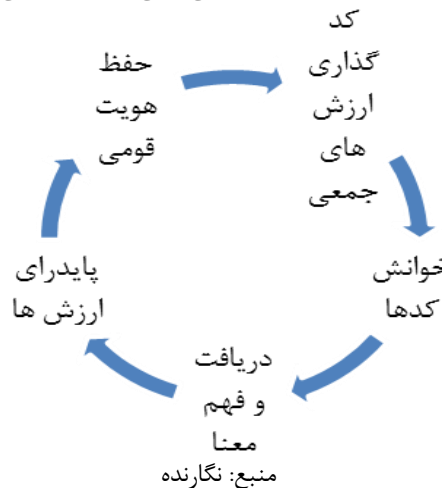 کد
گذاری
ارزش
های
جمعی
خوانش
کدها
دریافت
و فهم
معنا
پایدرای
ارزش ها
حفظ
هویت
قومی
منبع: نگارنده